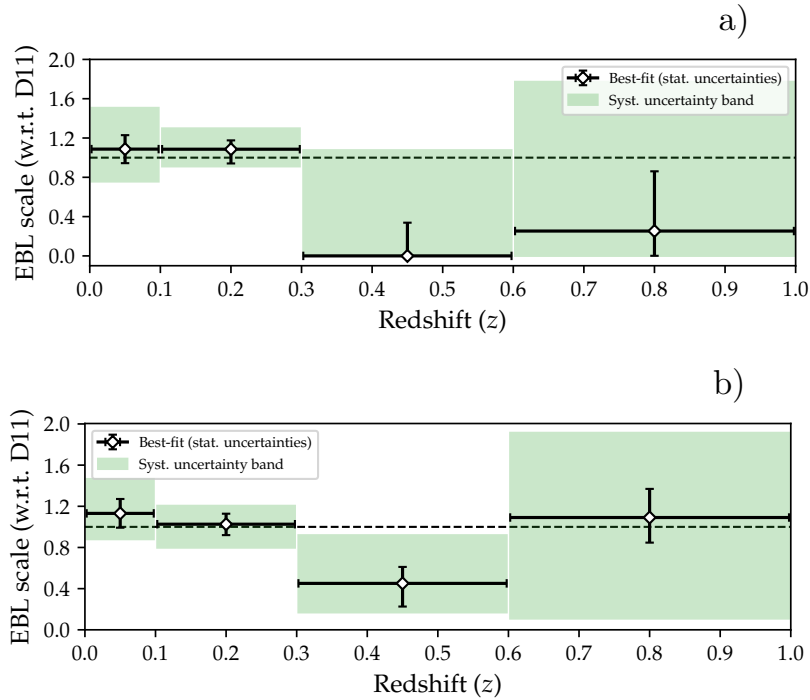 a)
EBL scale (w.r.t. D11)
2.0
1.6
1.2
0.8
0.4
0.0
Best-fit (stat. uncertainties)
Syst. uncertainty band
0.0 0.1 0.2 0.3 0.4 0.5 0.6 0.7 0.8 0.9 1.0
Redshift (z)
b)
EBL scale (w.r.t. D11)
2.0
1.6
1.2
0.8
0.4
0.0
Best-fit (stat. uncertainties)
Syst. uncertainty band
0.0 0.1 0.2 0.3 0.4 0.5 0.6 0.7 0.8 0.9 1.0
Redshift (z)